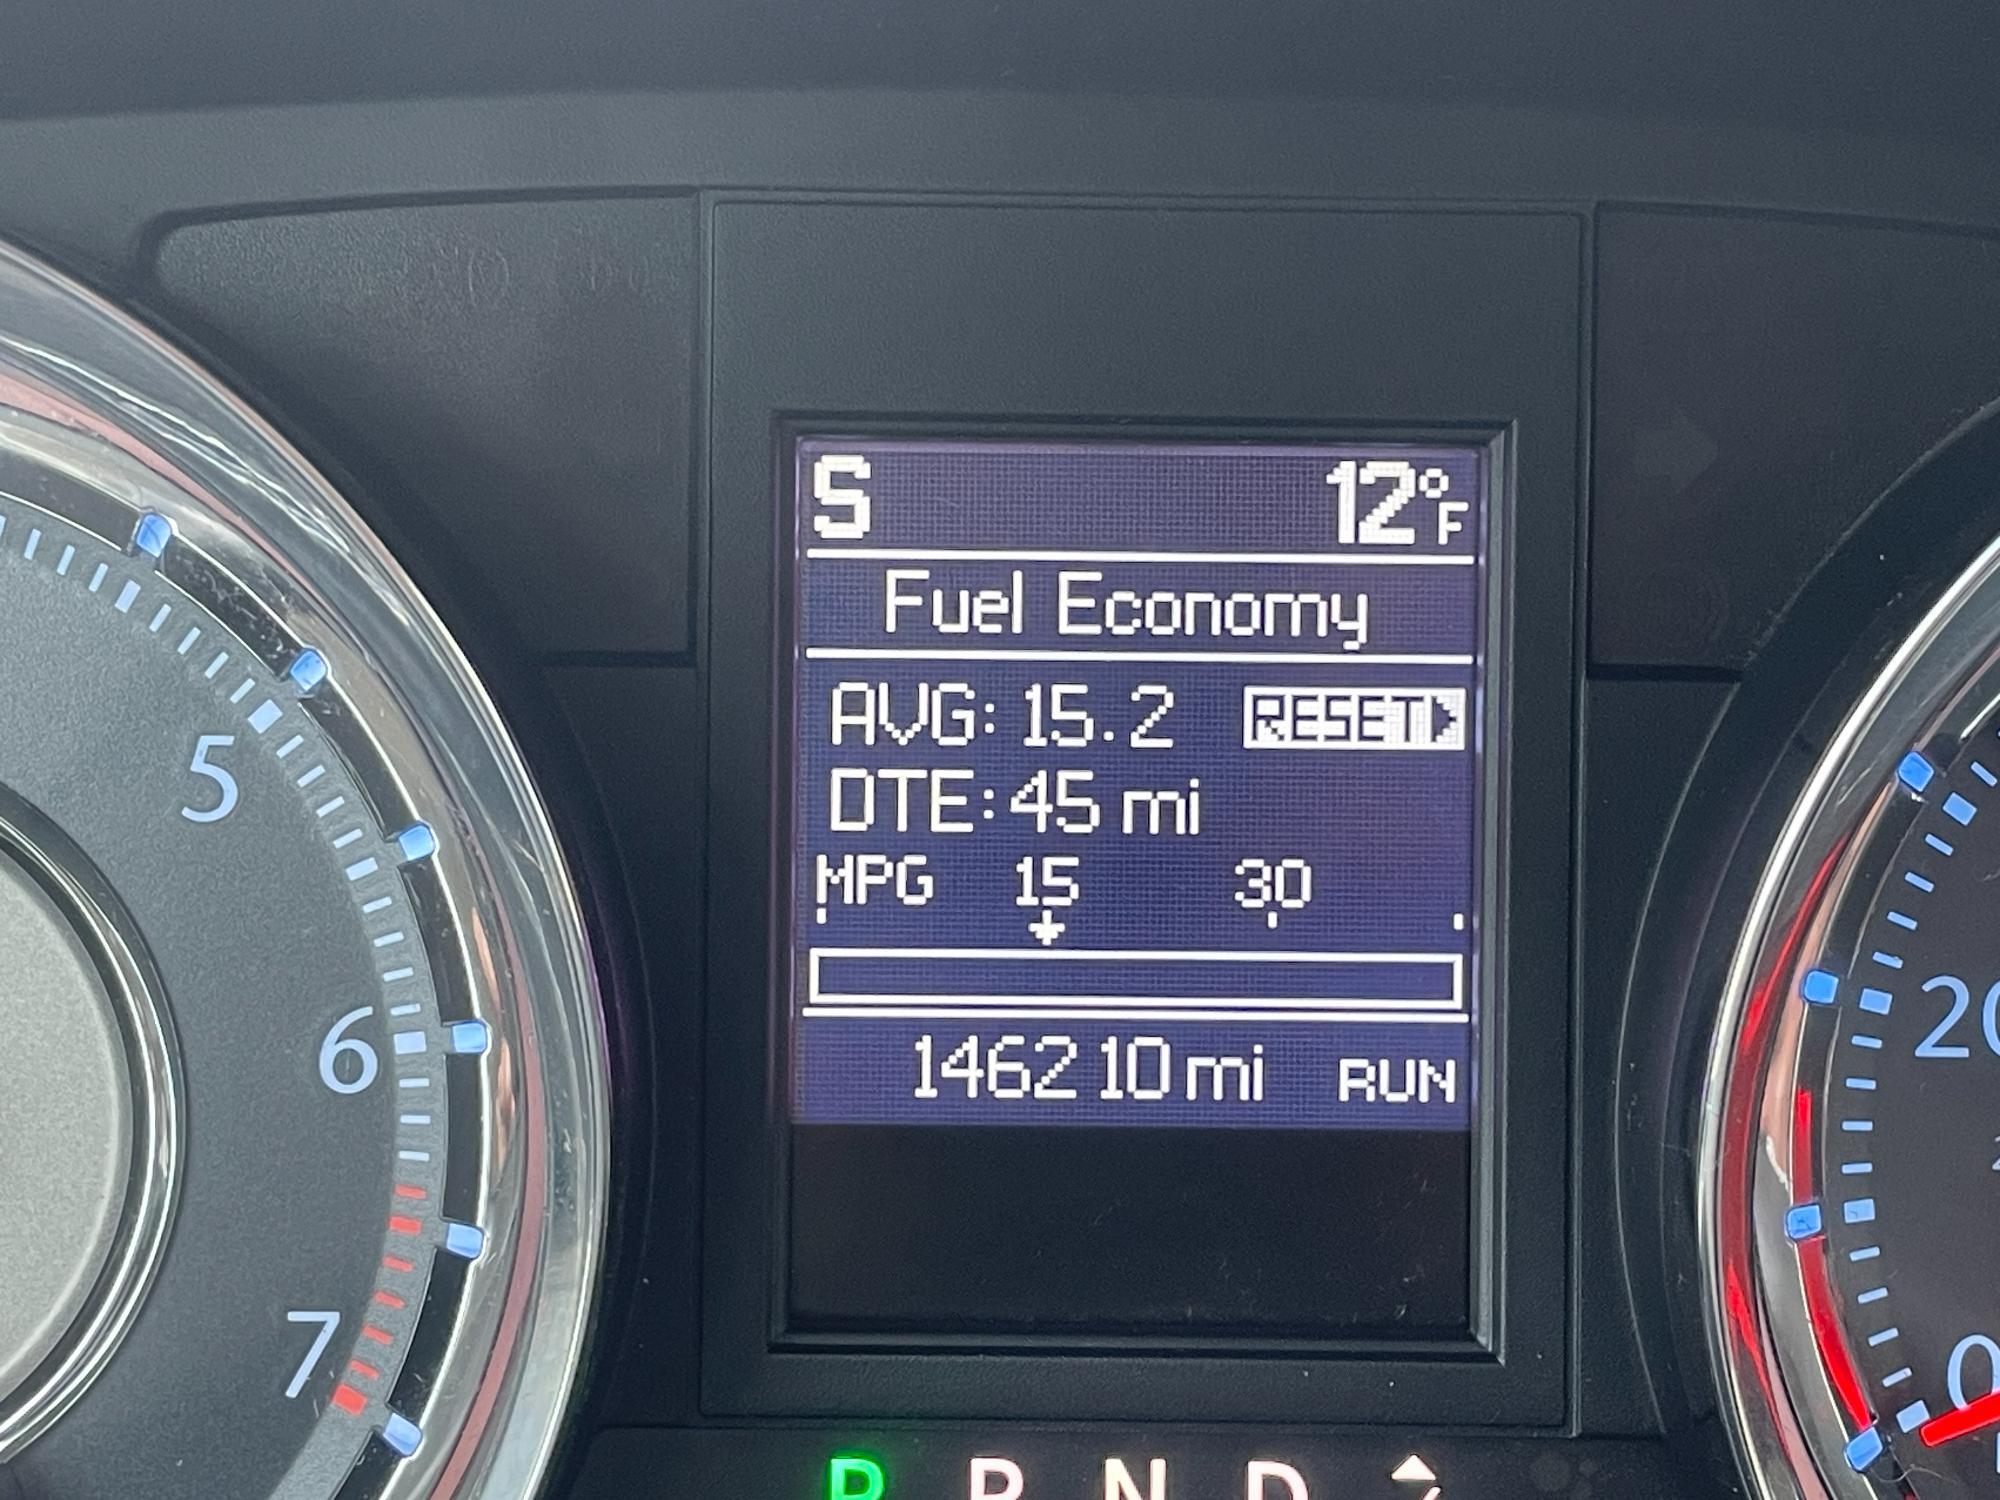 S 12°F
Fuel Economy
AVG: 15.2 RESET
DTE: 45 mi
MPG 15 30
146210 mi RUN
5
6
7
20
0
P R N D